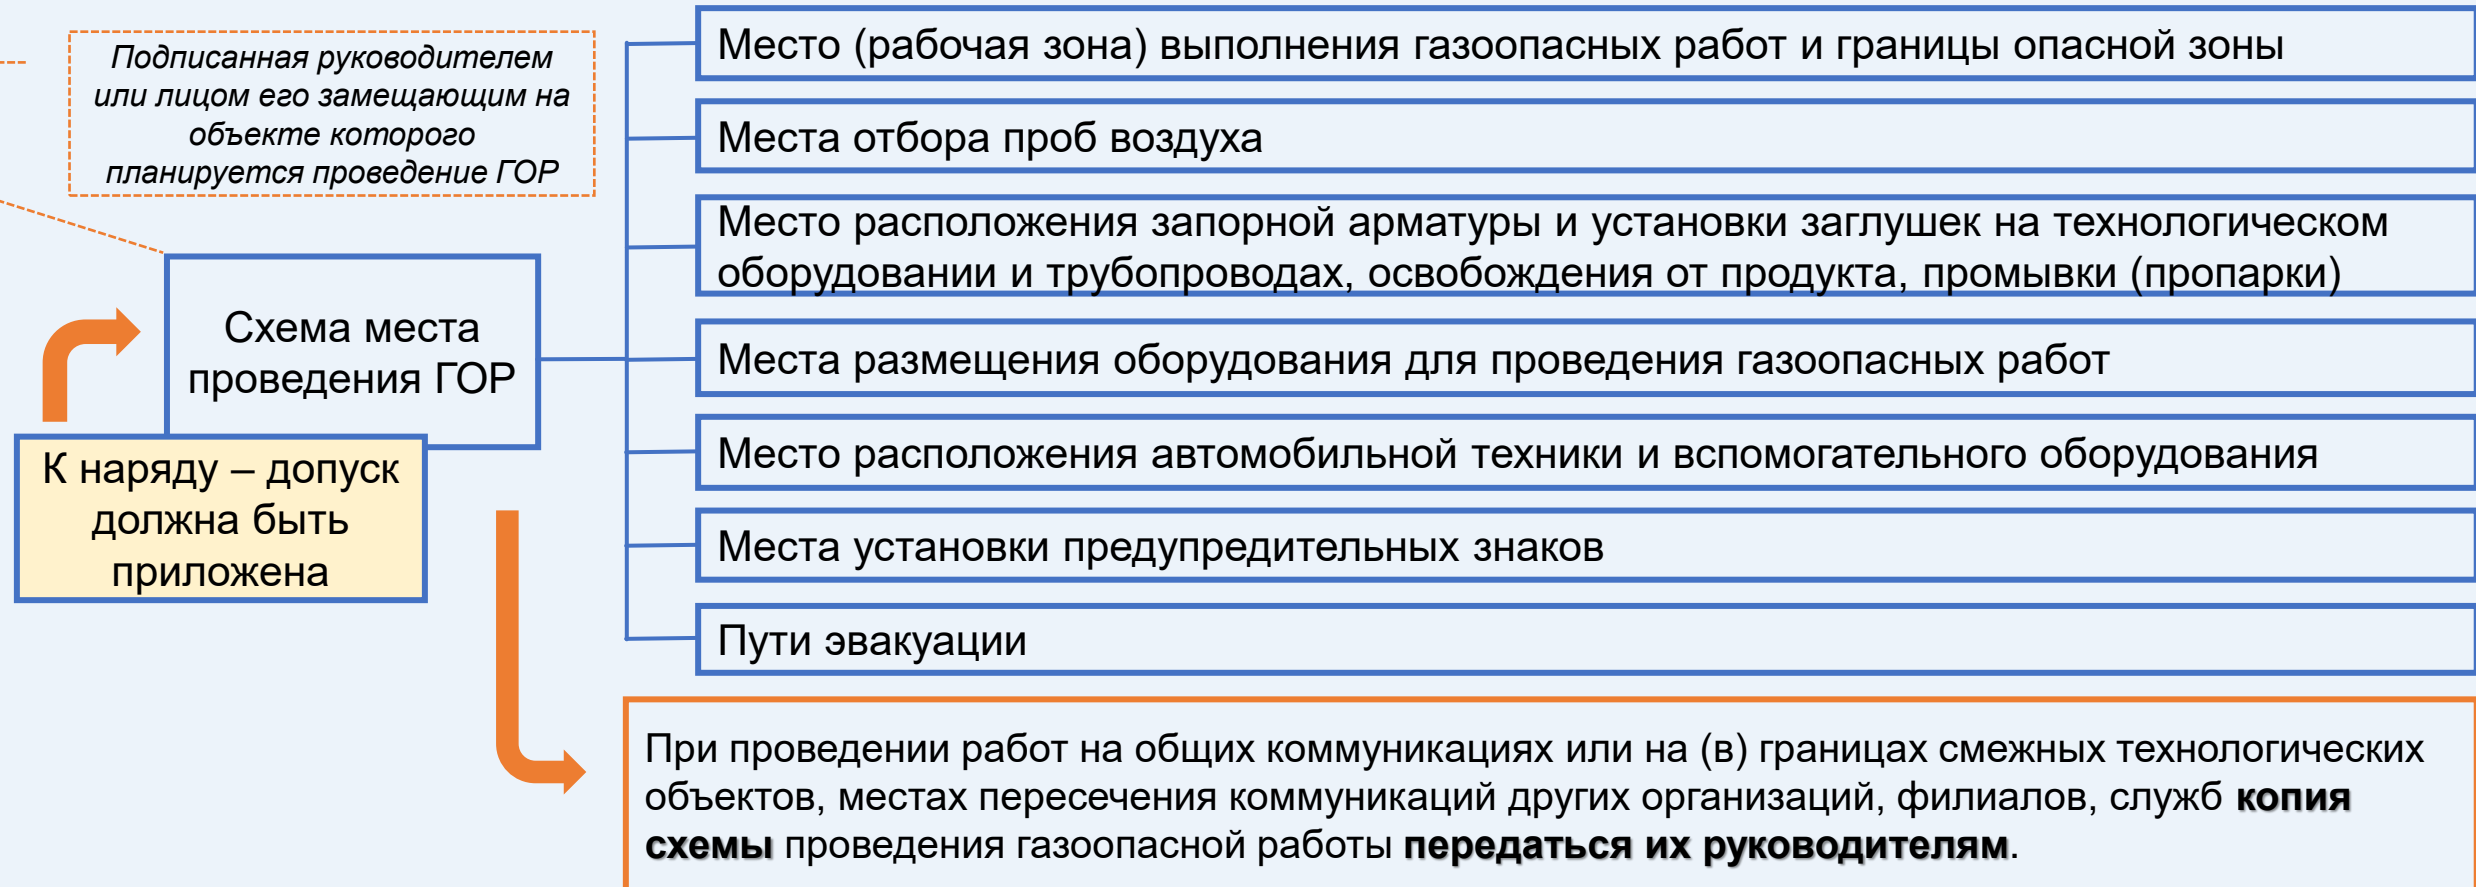 Подписанная руководителем
или лицом его замещающим на
объекте которого
планируется проведение ГОР
Схема места
проведения ГОР
К наряду – допуск
должна быть
приложена
Место (рабочая зона) выполнения газоопасных работ и границы опасной зоны
Места отбора проб воздуха
Место расположения запорной арматуры и установки заглушек на технологическом
оборудовании и трубопроводах, освобождения от продукта, промывки (пропарки)
Места размещения оборудования для проведения газоопасных работ
Место расположения автомобильной техники и вспомогательного оборудования
Места установки предупредительных знаков
Пути эвакуации
При проведении работ на общих коммуникациях или на (в) границах смежных технологических
объектов, местах пересечения коммуникаций других организаций, филиалов, служб копия
схемы проведения газоопасной работы передаться их руководителям.